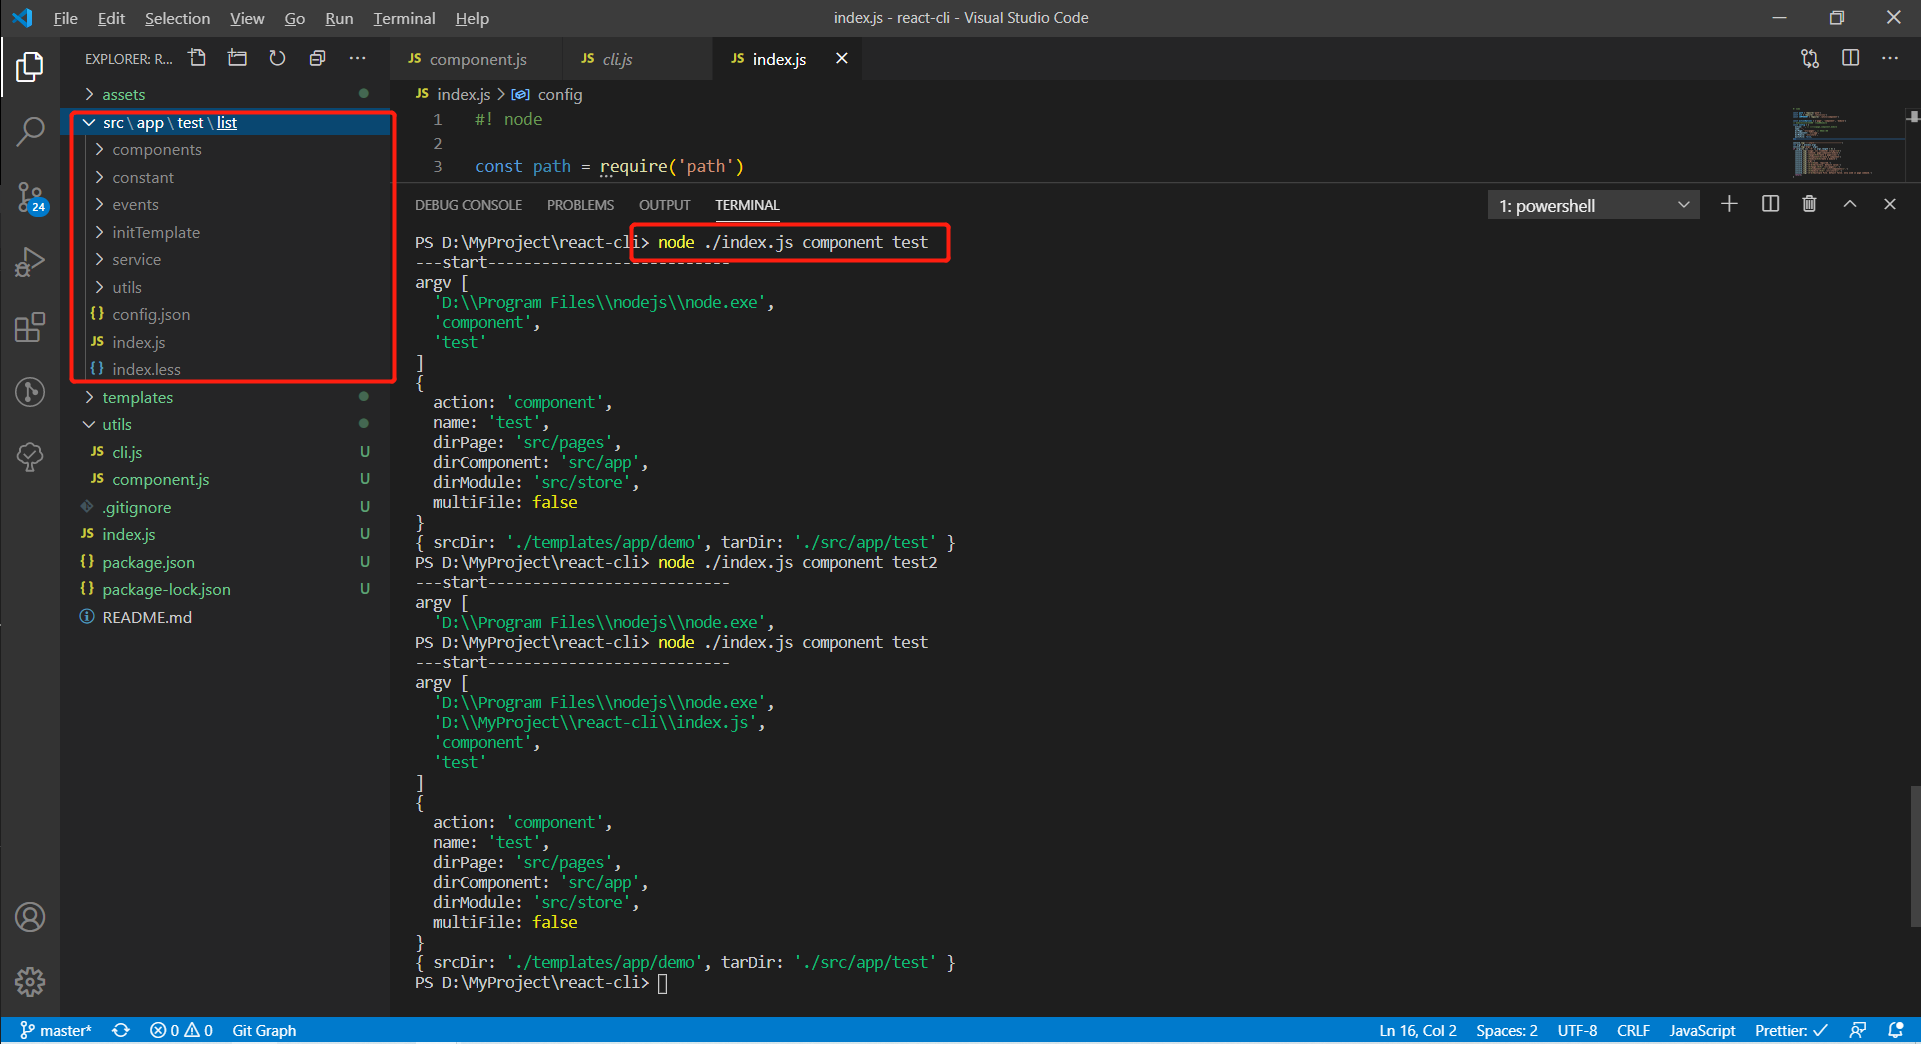 File Edit Selection View Go Run Terminal Help
index.js - react-cli - Visual Studio Code
EXPLORER: R...
assets
src\app\test\list
components
constant
events
initTemplate
service
utils
{} config.json
JS index.js
{} index.less
templates
utils
JS cli.js U
JS component.js U
.gitignore U
JS index.js U
{} package.json U
{} package-lock.json U
README.md
24
JS component.js
JS cli.js
JS index.js
JS index.js > config
1 #! node
2
3 const path = require('path')
DEBUG CONSOLE PROBLEMS OUTPUT TERMINAL
1: powershell
PS D:\MyProject\react-cli> node ./index.js component test
---start---------------------------
argv [
'D:\\Program Files\\nodejs\\node.exe',
'component',
'test'
]
{
action: 'component',
name: 'test',
dirPage: 'src/pages',
dirComponent: 'src/app',
dirModule: 'src/store',
multiFile: false
}
{ srcDir: './templates/app/demo', tarDir: './src/app/test' }
PS D:\MyProject\react-cli> node ./index.js component test2
---start---------------------------
argv [
'D:\\Program Files\\nodejs\\node.exe',
PS D:\MyProject\react-cli> node ./index.js component test
---start---------------------------
argv [
'D:\\Program Files\\nodejs\\node.exe',
'D:\\MyProject\\react-cli\\index.js',
'component',
'test'
]
{
action: 'component',
name: 'test',
dirPage: 'src/pages',
dirComponent: 'src/app',
dirModule: 'src/store',
multiFile: false
}
{ srcDir: './templates/app/demo', tarDir: './src/app/test' }
PS D:\MyProject\react-cli>
master* 0 0 Git Graph
Ln 16, Col 2 Spaces: 2 UTF-8 CRLF JavaScript Prettier: ✓